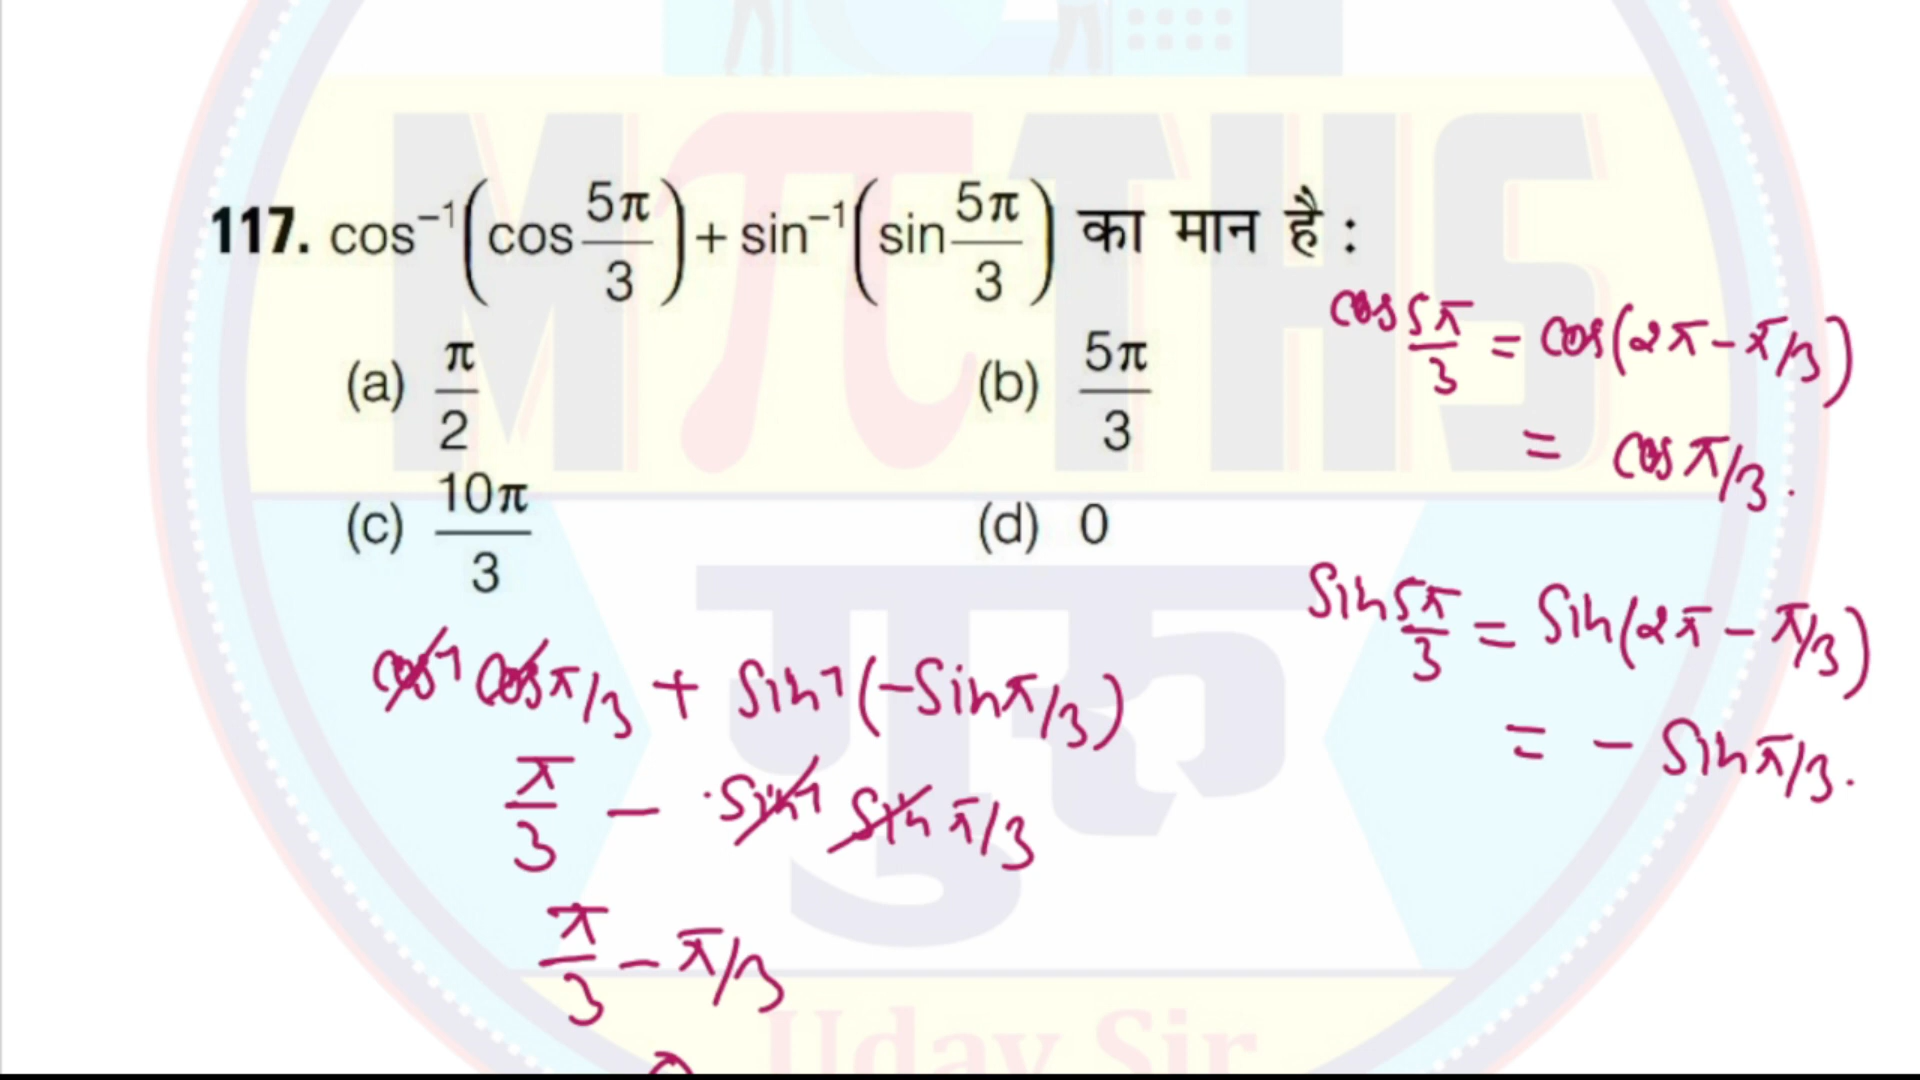 MπTHS
117. cos⁻¹(cos 5π/3) + sin⁻¹(sin 5π/3) का मान है :
(a) π/2 (b) 5π/3
(c) 10π/3 (d) 0
cos 5π/3 = cos(2π - π/3)
= cos π/3.
sin 5π/3 = sin(2π - π/3)
= - sin π/3.
cos⁻¹ cos π/3 + sin⁻¹(-sin π/3)
π/3 - sin⁻¹ sin π/3
π/3 - π/3
गुरु
Uday Sir